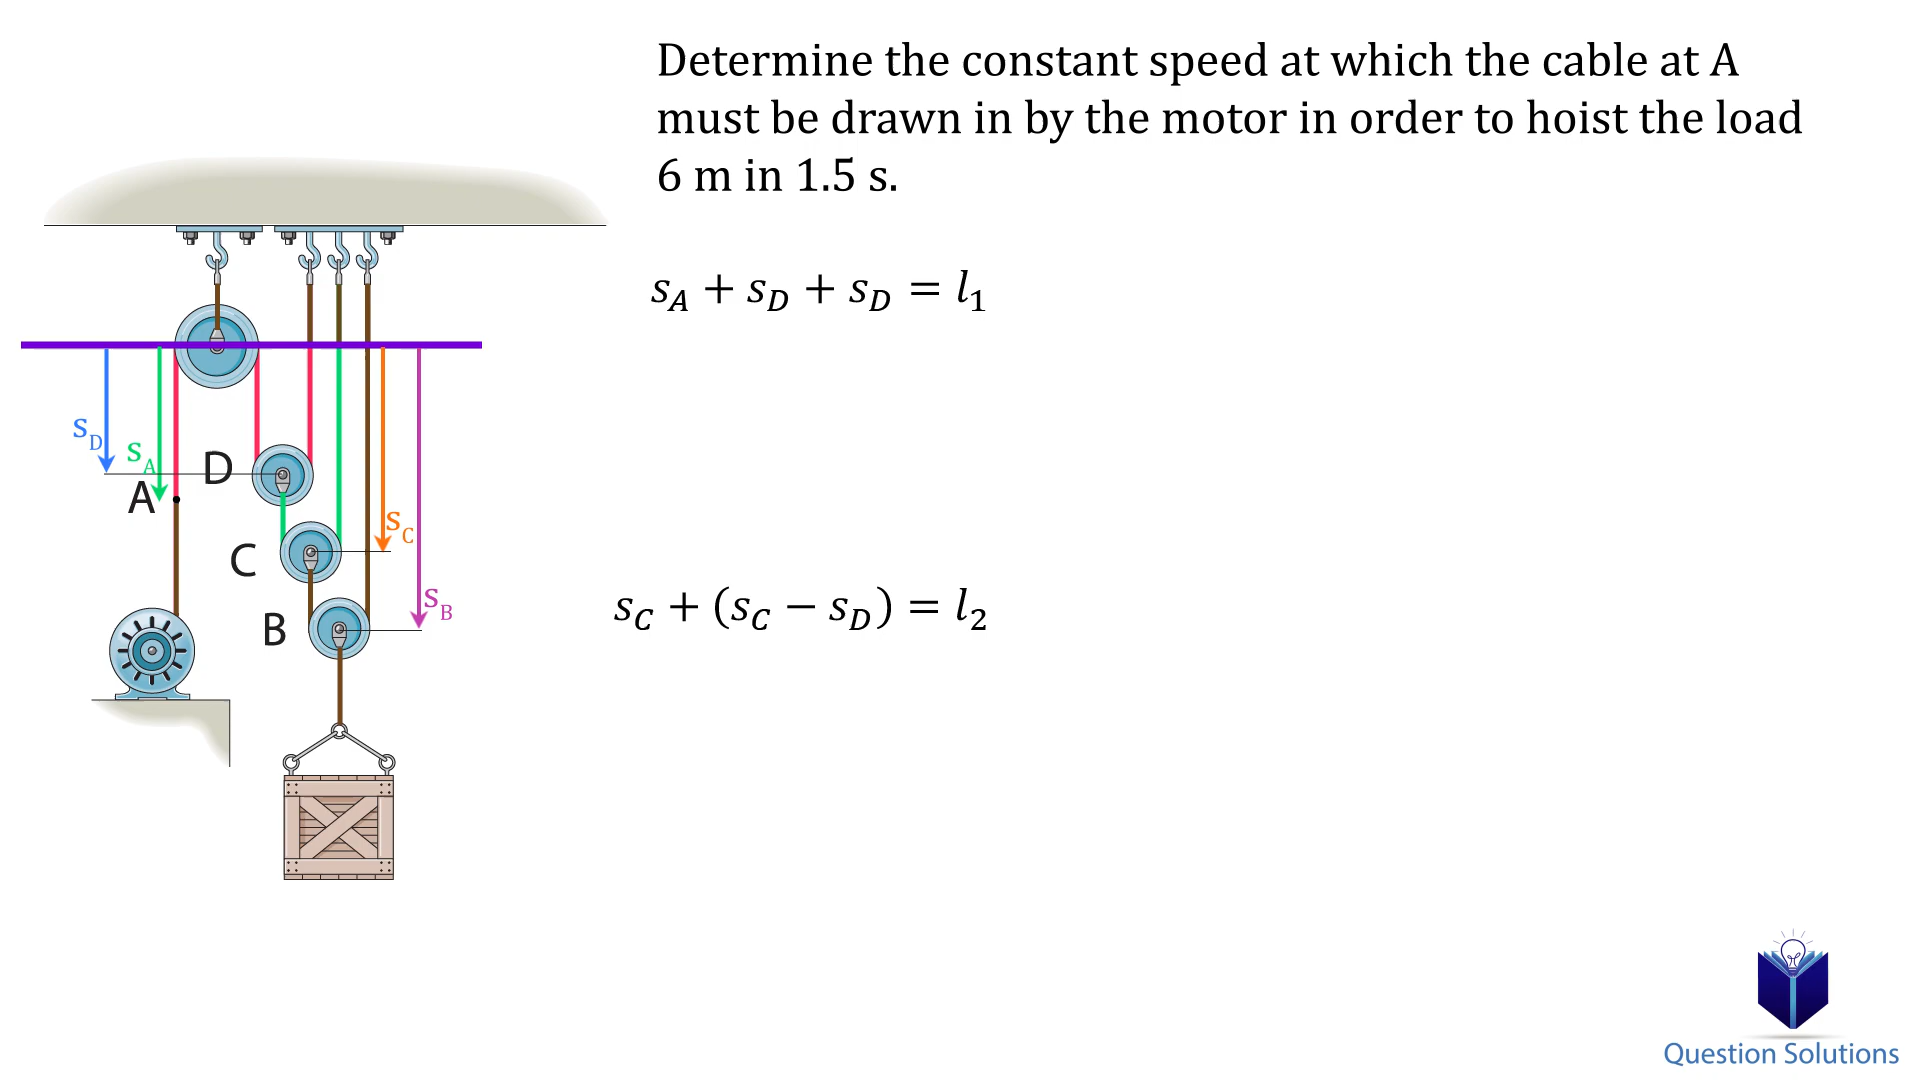 Determine the constant speed at which the cable at A
must be drawn in by the motor in order to hoist the load
6 m in 1.5 s.
s_A + s_D + s_D = l_1
s_D
s_A
D
A
s_C
C
s_B
B
s_C + (s_C − s_D) = l_2
Question Solutions